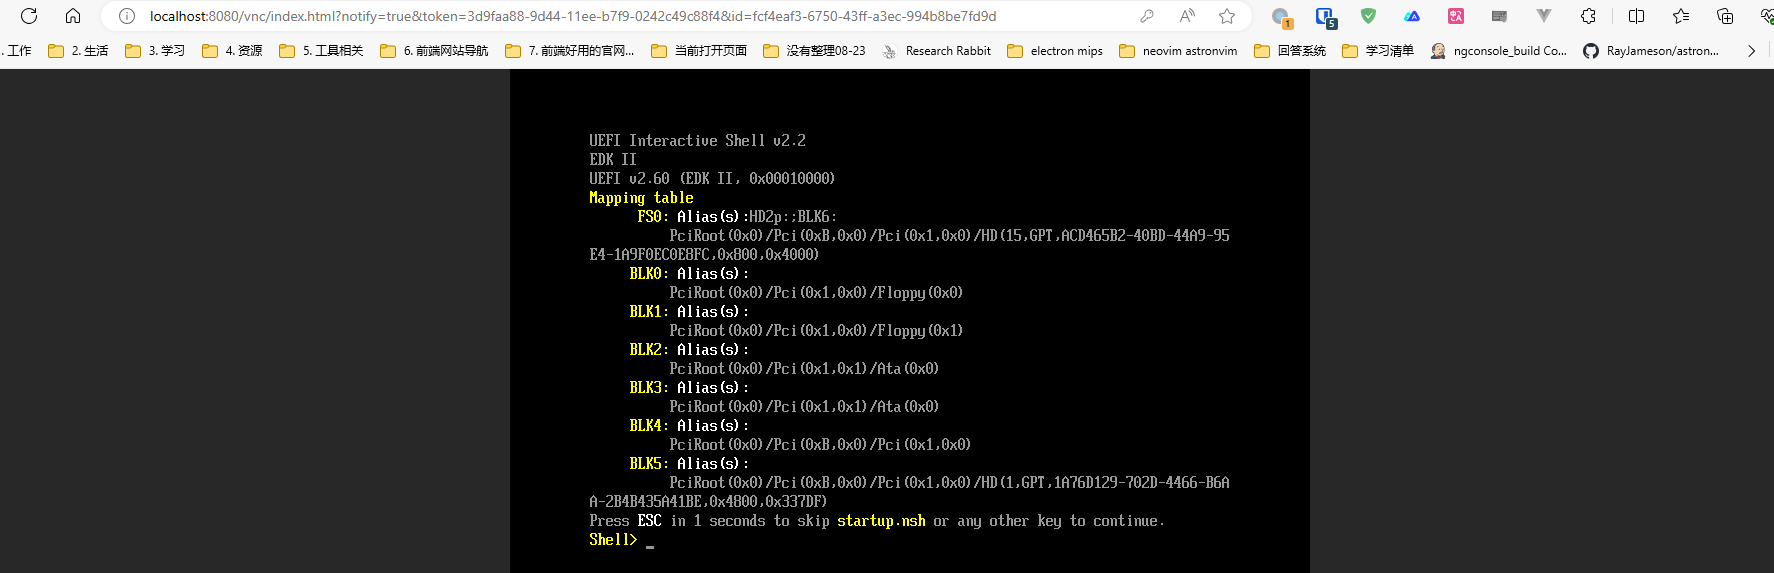 localhost:8080/vnc/index.html?notify=true&token=3d9faa88-9d44-11ee-b7f9-0242c49c88f4&id=fcf4eaf3-6750-43ff-a3ec-994b8be7fd9d
1
5
. 工作 2. 生活 3. 学习 4. 资源 5. 工具相关 6. 前端网站导航 7. 前端好用的官网... 当前打开页面 没有整理08-23 Research Rabbit electron mips neovim astronvim 回答系统 学习清单 ngconsole_build Co... RayJameson/astron...
UEFI Interactive Shell v2.2
EDK II
UEFI v2.60 (EDK II, 0x00010000)
Mapping table
FS0: Alias(s):HD2p:;BLK6:
PciRoot(0x0)/Pci(0xB,0x0)/Pci(0x1,0x0)/HD(15,GPT,ACD465B2-40BD-44A9-95
E4-1A9F0EC0E8FC,0x800,0x4000)
BLK0: Alias(s):
PciRoot(0x0)/Pci(0x1,0x0)/Floppy(0x0)
BLK1: Alias(s):
PciRoot(0x0)/Pci(0x1,0x0)/Floppy(0x1)
BLK2: Alias(s):
PciRoot(0x0)/Pci(0x1,0x1)/Ata(0x0)
BLK3: Alias(s):
PciRoot(0x0)/Pci(0x1,0x1)/Ata(0x0)
BLK4: Alias(s):
PciRoot(0x0)/Pci(0xB,0x0)/Pci(0x1,0x0)
BLK5: Alias(s):
PciRoot(0x0)/Pci(0xB,0x0)/Pci(0x1,0x0)/HD(1,GPT,1A76D129-702D-4466-B6A
A-2B4B435A41BE,0x4800,0x337DF)
Press ESC in 1 seconds to skip startup.nsh or any other key to continue.
Shell> _